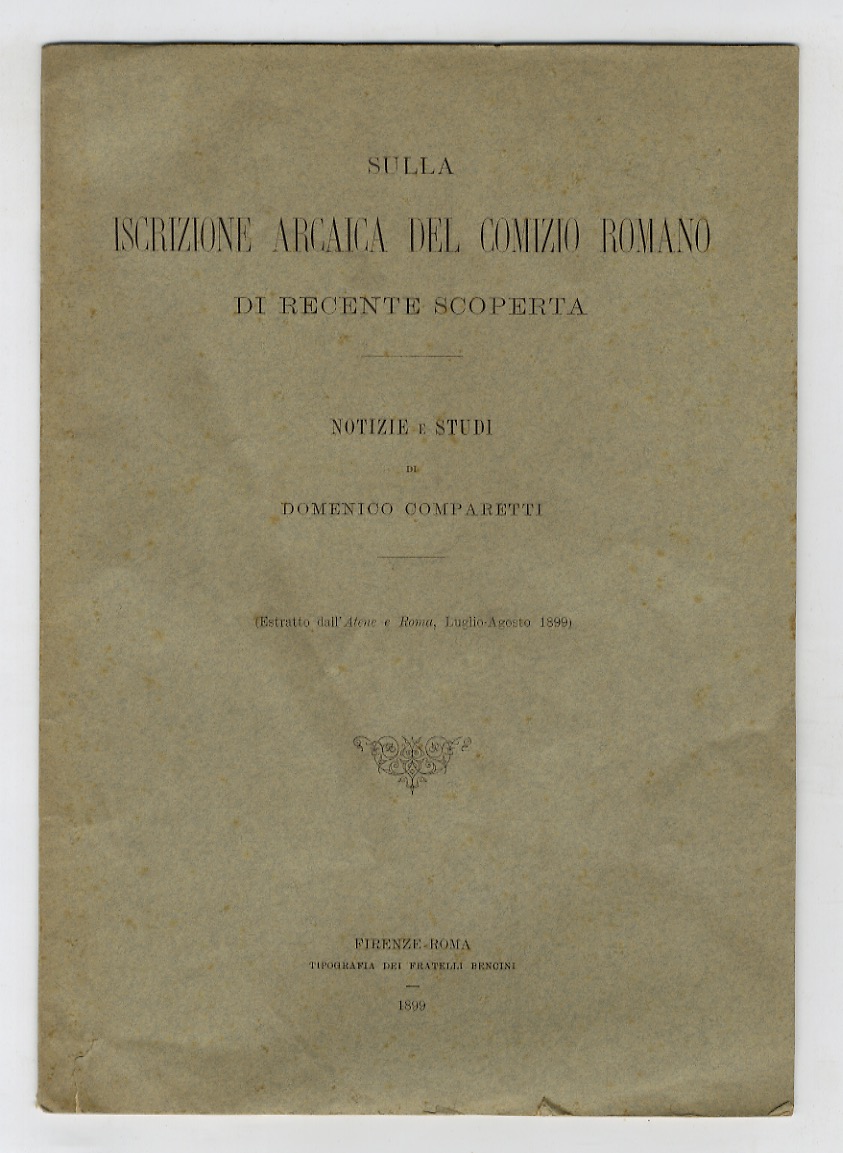 SULLA
ISCRIZIONE ARCAICA DEL COMIZIO ROMANO
DI RECENTE SCOPERTA
NOTIZIE E STUDI
DI
DOMENICO COMPARETTI
(Estratto dall'Atene e Roma, Luglio-Agosto 1899)
FIRENZE-ROMA
TIPOGRAFIA DEI FRATELLI BENCINI
1899